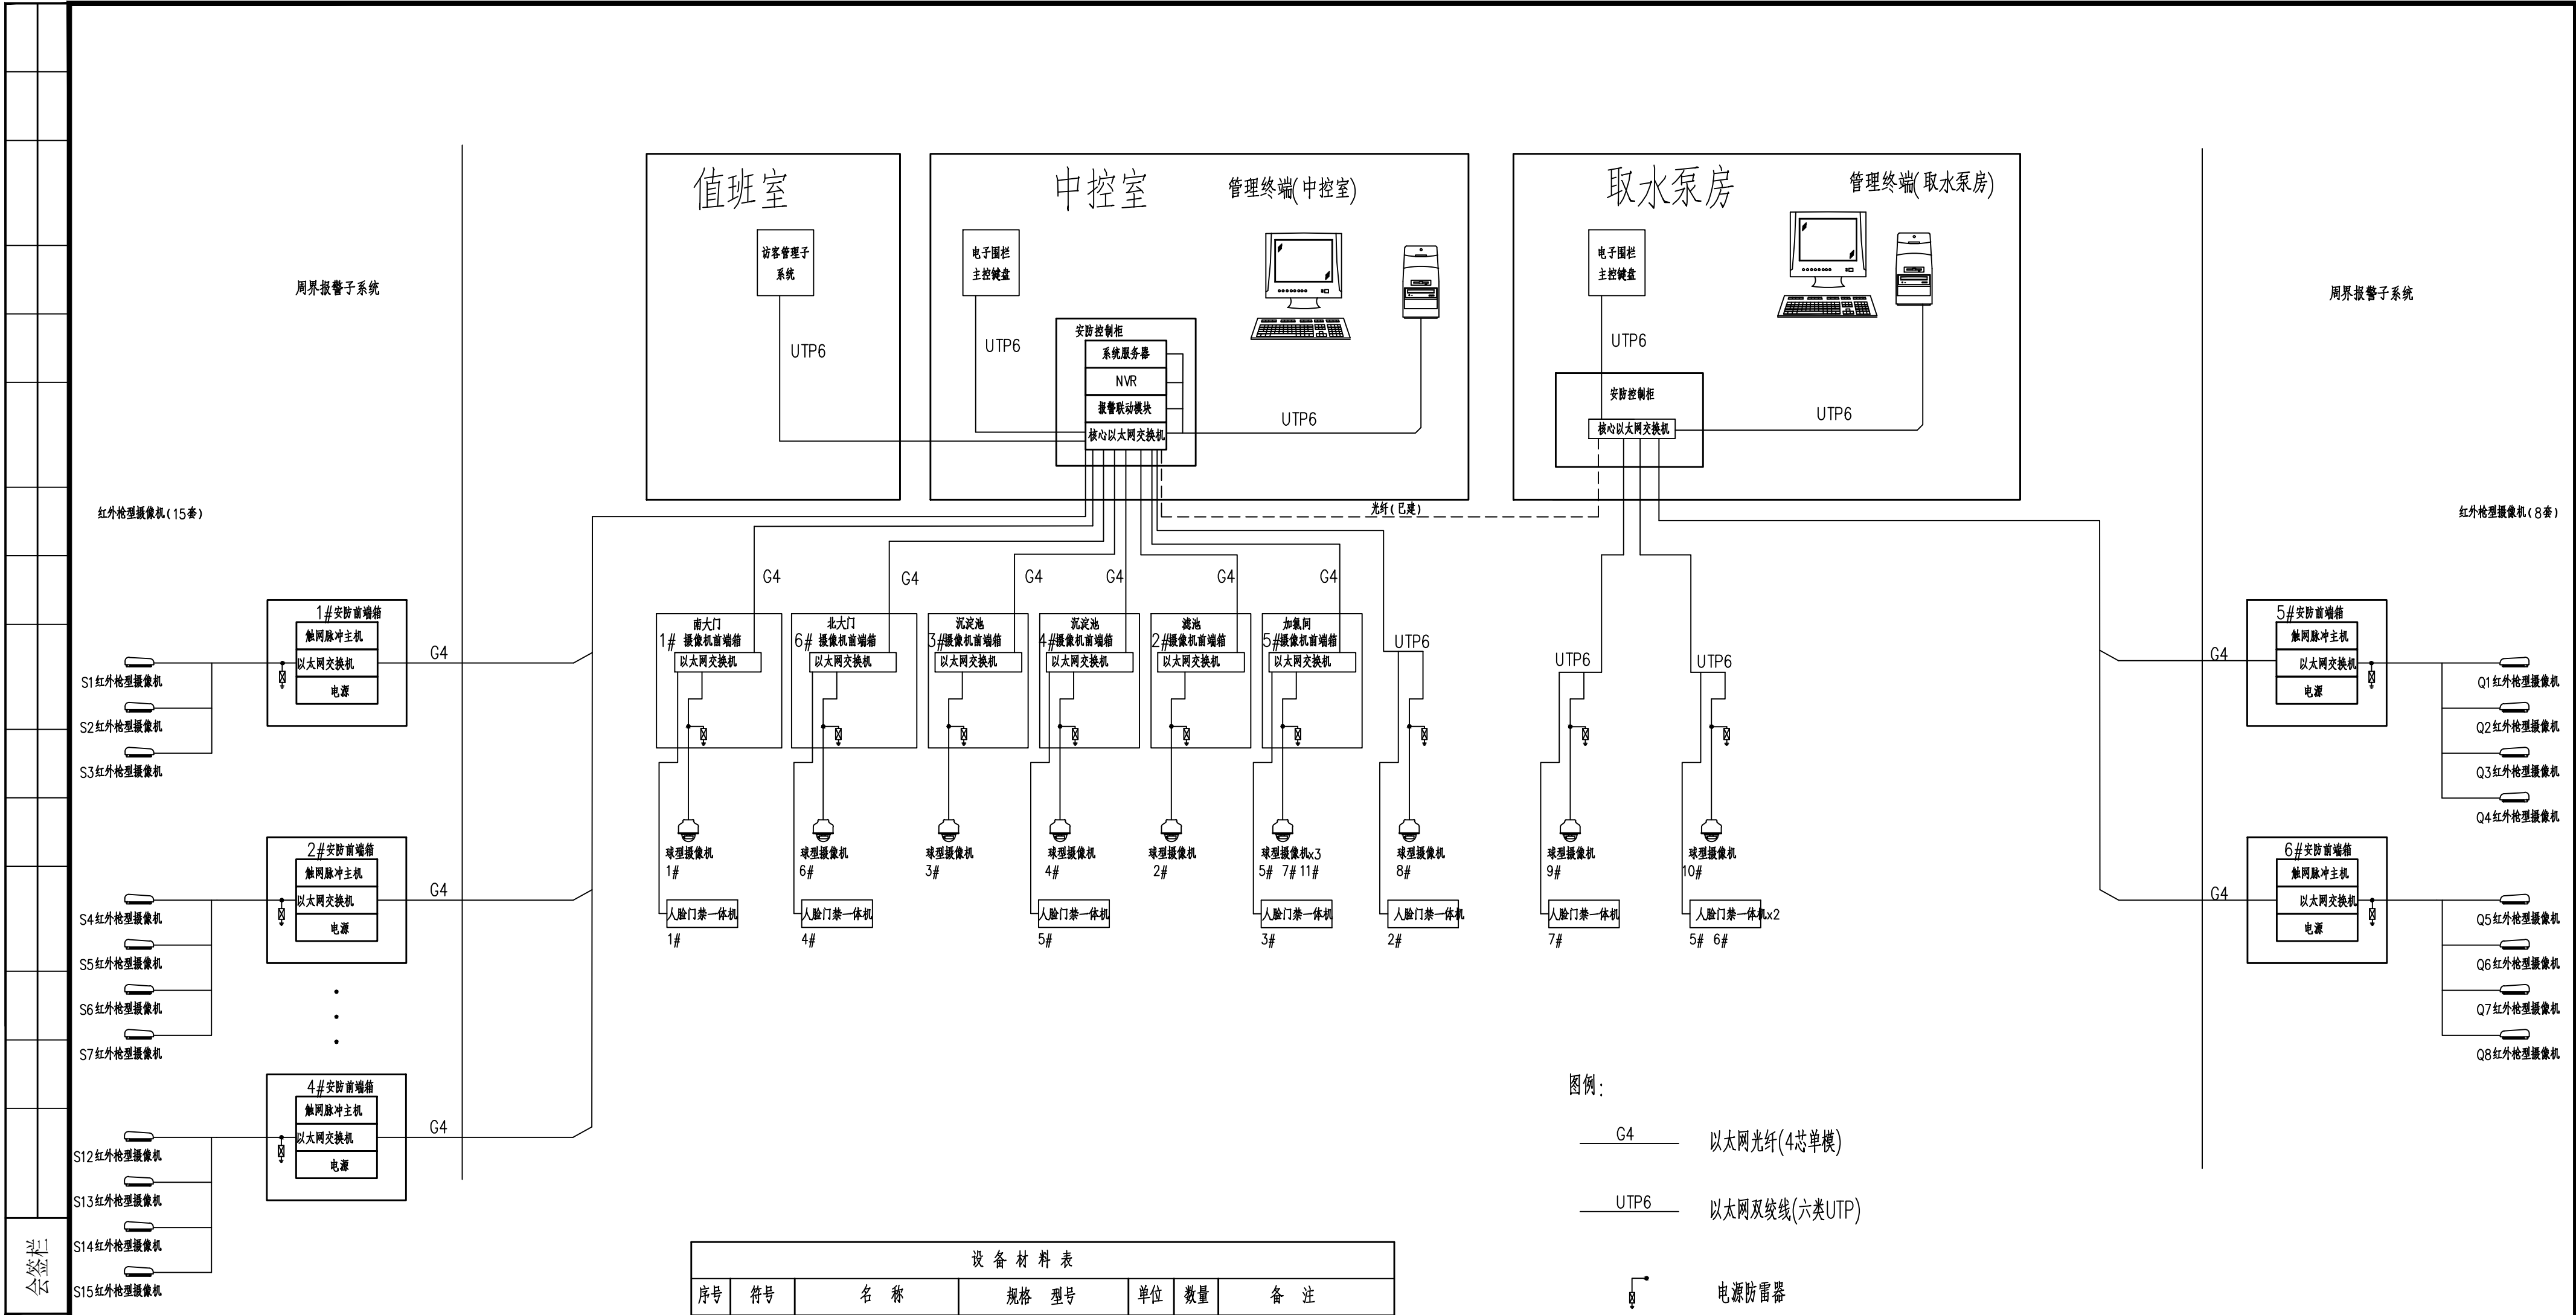 值班室
中控室
管理终端(中控室)
取水泵房
管理终端(取水泵房)
访客管理子
系统
电子围栏
主控键盘
电子围栏
主控键盘
周界报警子系统
周界报警子系统
安防控制柜
系统服务器
NVR
报警联动模块
核心以太网交换机
UTP6
UTP6
UTP6
UTP6
UTP6
安防控制柜
核心以太网交换机
光纤(已建)
红外枪型摄像机(15套)
红外枪型摄像机(8套)
1#安防前端箱
触网脉冲主机
以太网交换机
电源
G4
S1红外枪型摄像机
S2红外枪型摄像机
S3红外枪型摄像机
2#安防前端箱
触网脉冲主机
以太网交换机
电源
G4
S4红外枪型摄像机
S5红外枪型摄像机
S6红外枪型摄像机
S7红外枪型摄像机
4#安防前端箱
触网脉冲主机
以太网交换机
电源
G4
S12红外枪型摄像机
S13红外枪型摄像机
S14红外枪型摄像机
S15红外枪型摄像机
G4
南大门
1# 摄像机前端箱
以太网交换机
球型摄像机
1#
人脸门禁一体机
1#
G4
北大门
6# 摄像机前端箱
以太网交换机
球型摄像机
6#
人脸门禁一体机
4#
G4
沉淀池
3#摄像机前端箱
以太网交换机
球型摄像机
3#
G4
沉淀池
4#摄像机前端箱
以太网交换机
球型摄像机
4#
人脸门禁一体机
5#
G4
滤池
2#摄像机前端箱
以太网交换机
球型摄像机
2#
G4
加氯间
5#摄像机前端箱
以太网交换机
球型摄像机x3
5# 7# 11#
人脸门禁一体机
3#
UTP6
球型摄像机
8#
人脸门禁一体机
2#
UTP6
球型摄像机
9#
人脸门禁一体机
7#
UTP6
球型摄像机
10#
人脸门禁一体机x2
5# 6#
5#安防前端箱
触网脉冲主机
以太网交换机
电源
G4
Q1红外枪型摄像机
Q2红外枪型摄像机
Q3红外枪型摄像机
Q4红外枪型摄像机
6#安防前端箱
触网脉冲主机
以太网交换机
电源
G4
Q5红外枪型摄像机
Q6红外枪型摄像机
Q7红外枪型摄像机
Q8红外枪型摄像机
图例:
G4 以太网光纤(4芯单模)
UTP6 以太网双绞线(六类UTP)
电源防雷器
设备材料表
序号 符号 名 称 规格 型号 单位 数量 备 注
会签栏